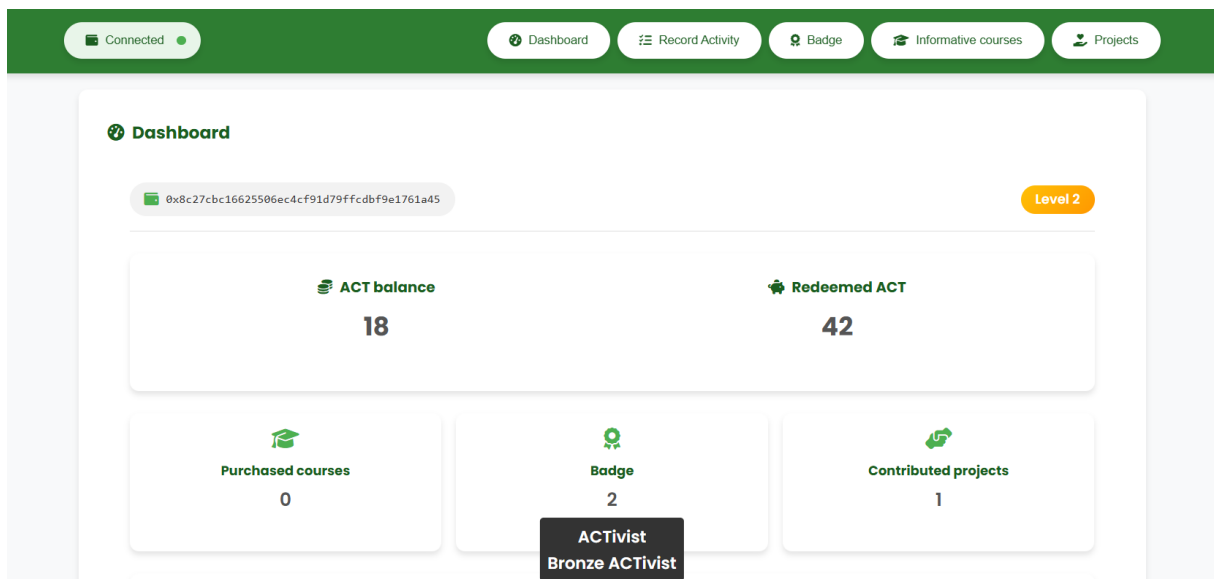 Connected
Dashboard
Record Activity
Badge
Informative courses
Projects
Dashboard
0x8c27cbc16625506ec4cf91d79ffcdbf9e1761a45
Level 2
ACT balance
18
Redeemed ACT
42
Purchased courses
0
Badge
2
Contributed projects
1
ACTivist
Bronze ACTivist